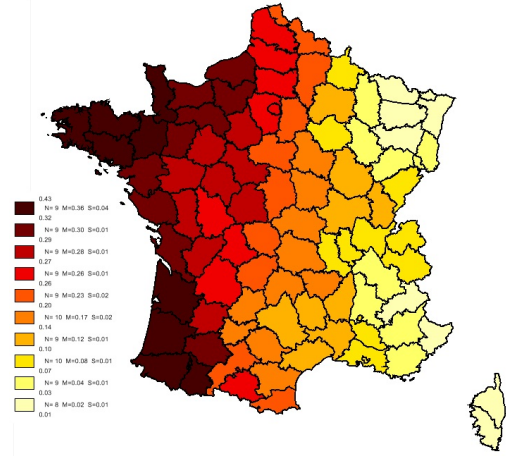 0.43
N= 9 M=0.36 S=0.04
0.32
N= 9 M=0.30 S=0.01
0.29
N= 9 M=0.28 S=0.01
0.27
N= 9 M=0.26 S=0.01
0.26
N= 9 M=0.23 S=0.02
0.20
N= 10 M=0.17 S=0.02
0.14
N= 9 M=0.12 S=0.01
0.10
N= 10 M=0.08 S=0.01
0.07
N= 9 M=0.04 S=0.01
0.03
N= 8 M=0.02 S=0.01
0.01